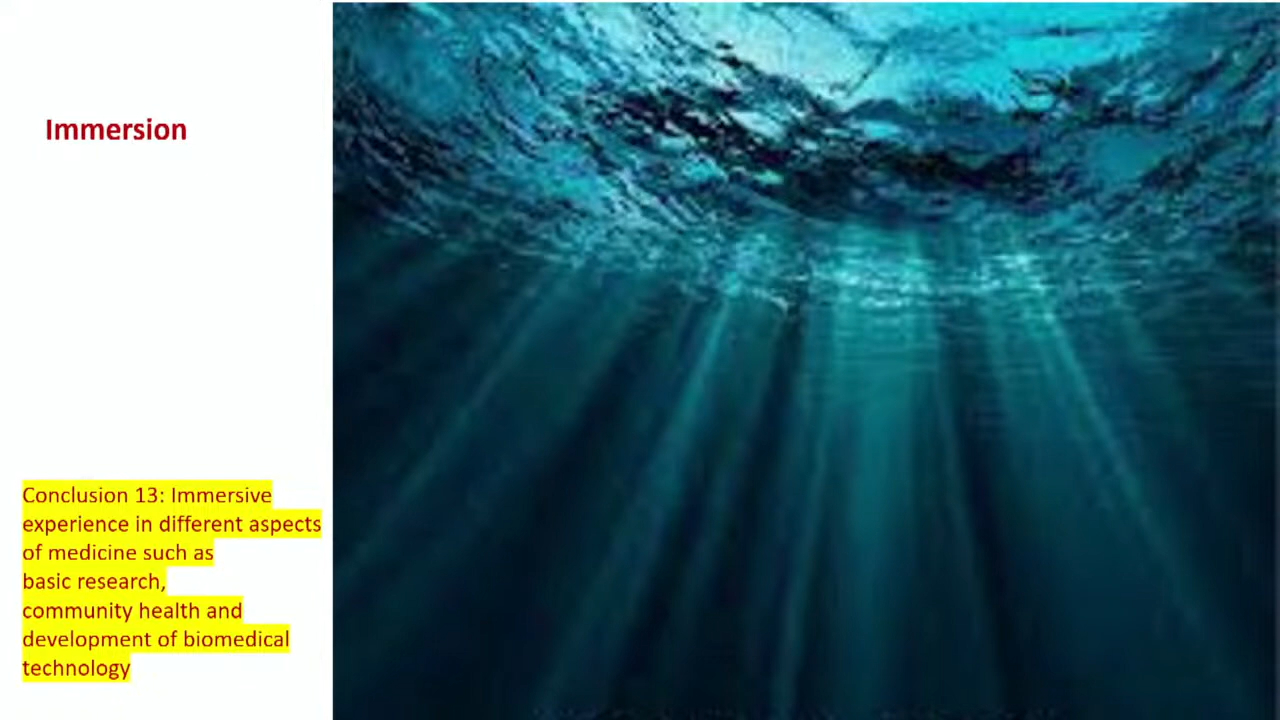 Immersion
Conclusion 13: Immersive
experience in different aspects
of medicine such as
basic research,
community health and
development of biomedical
technology